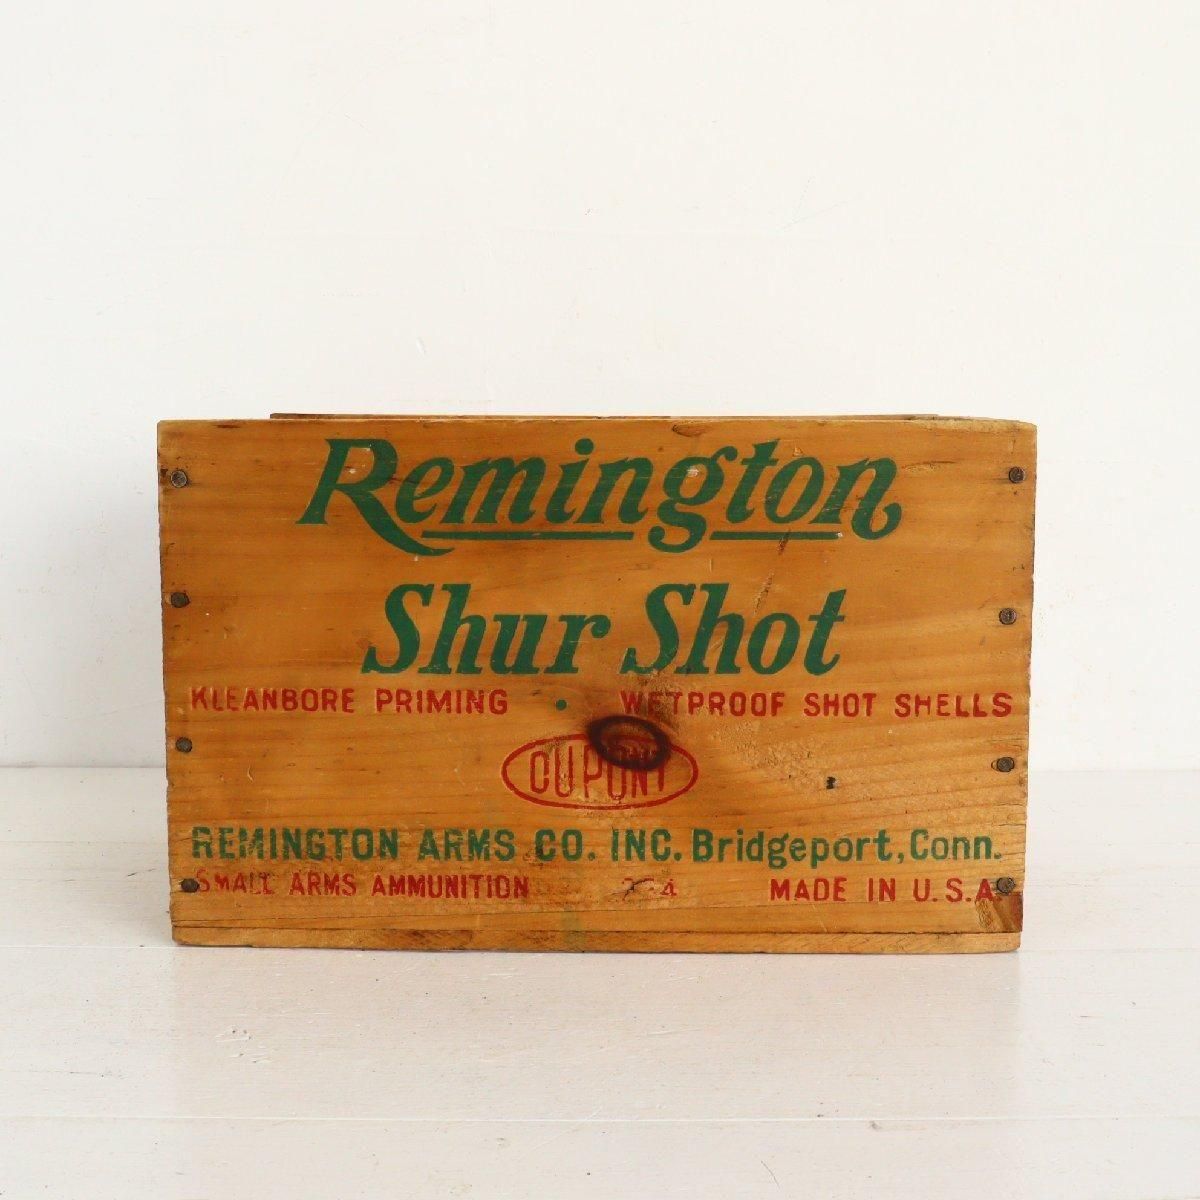 Remington
Shur Shot
KLEANBORE PRIMING • WETPROOF SHOT SHELLS
DUPONT
REMINGTON ARMS CO. INC. Bridgeport, Conn.
SMALL ARMS AMMUNITION MADE IN U.S.A.